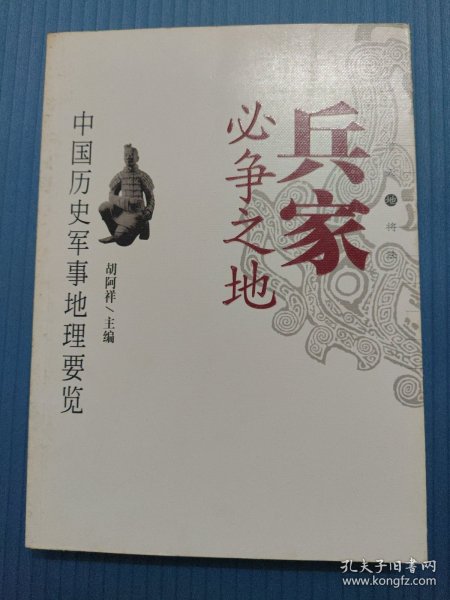 兵家
必争之地
中国历史军事地理要览
胡阿祥/主编
孔夫子旧书网
www.kongfz.com